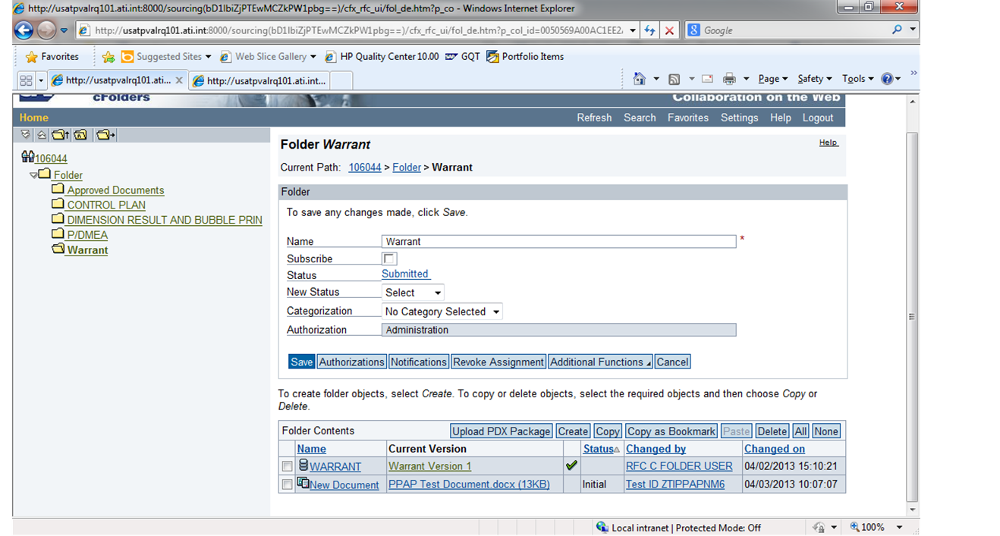 http://usatpvalrq101.ati.int:8000/sourcing(bD1lbiZjPTEwMCZkPW1pbg==)/cfx_rfc_ui/fol_de.htm?p_co - Windows Internet Explorer
http://usatpvalrq101.ati.int:8000/sourcing(bD1lbiZjPTEwMCZkPW1pbg==)/cfx_rfc_ui/fol_de.htm?p_col_id=0050569A00AC1EE2 Google
Favorites Suggested Sites Web Slice Gallery HP Quality Center 10.00 GQT Portfolio Items
http://usatpvalrq101.ati... http://usatpvalrq101.ati.int... Page Safety Tools
cFolders Collaboration on the Web
Home Refresh Search Favorites Settings Help Logout
Folder Warrant Help
106044
Current Path: 106044 > Folder > Warrant
Folder
Approved Documents
CONTROL PLAN
DIMENSION RESULT AND BUBBLE PRIN
P/DMEA
Warrant
Folder
To save any changes made, click Save.
Name Warrant *
Subscribe
Status Submitted
New Status Select
Categorization No Category Selected
Authorization Administration
Save Authorizations Notifications Revoke Assignment Additional Functions Cancel
To create folder objects, select Create. To copy or delete objects, select the required objects and then choose Copy or
Delete.
Folder Contents Upload PDX Package Create Copy Copy as Bookmark Paste Delete All None
Name Current Version Status Changed by Changed on
WARRANT Warrant Version 1 RFC C FOLDER USER 04/02/2013 15:10:21
New Document PPAP Test Document.docx (13KB) Initial Test ID ZTIPPAPNM6 04/03/2013 10:07:07
Local intranet | Protected Mode: Off 100%